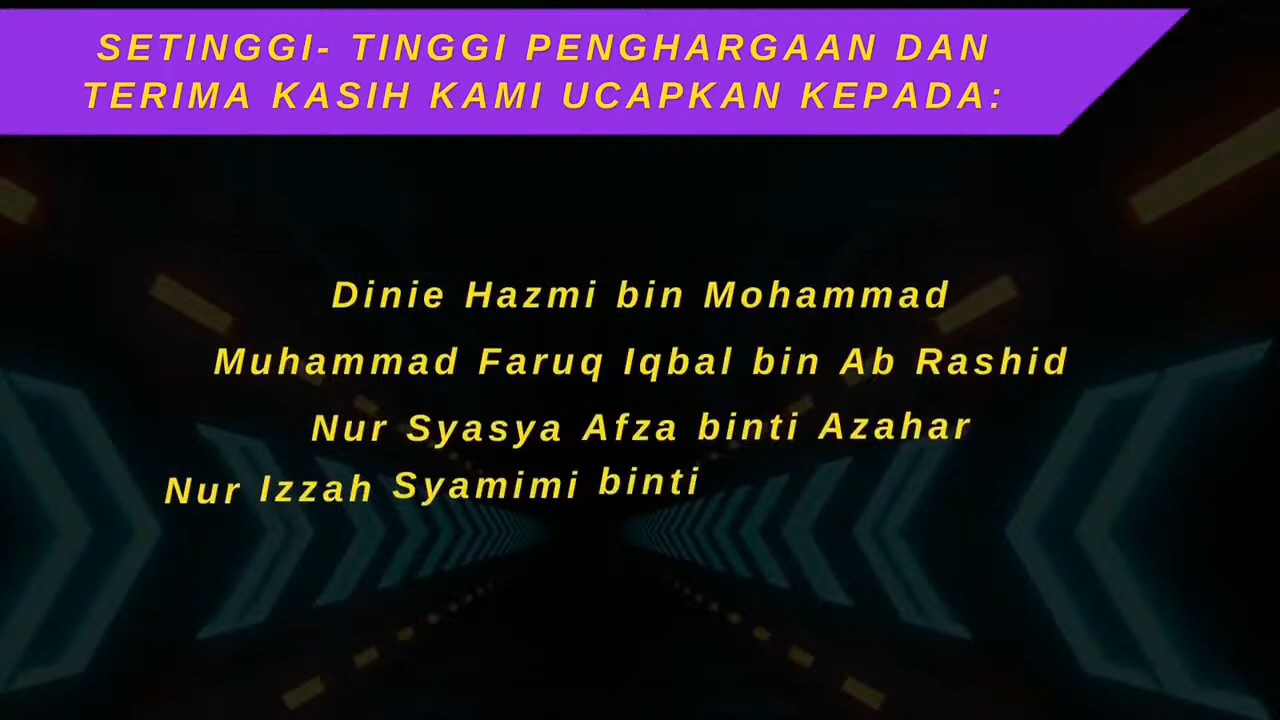 SETINGGI- TINGGI PENGHARGAAN DAN
TERIMA KASIH KAMI UCAPKAN KEPADA:
Dinie Hazmi bin Mohammad
Muhammad Faruq Iqbal bin Ab Rashid
Nur Syasya Afza binti Azahar
Nur Izzah Syamimi binti